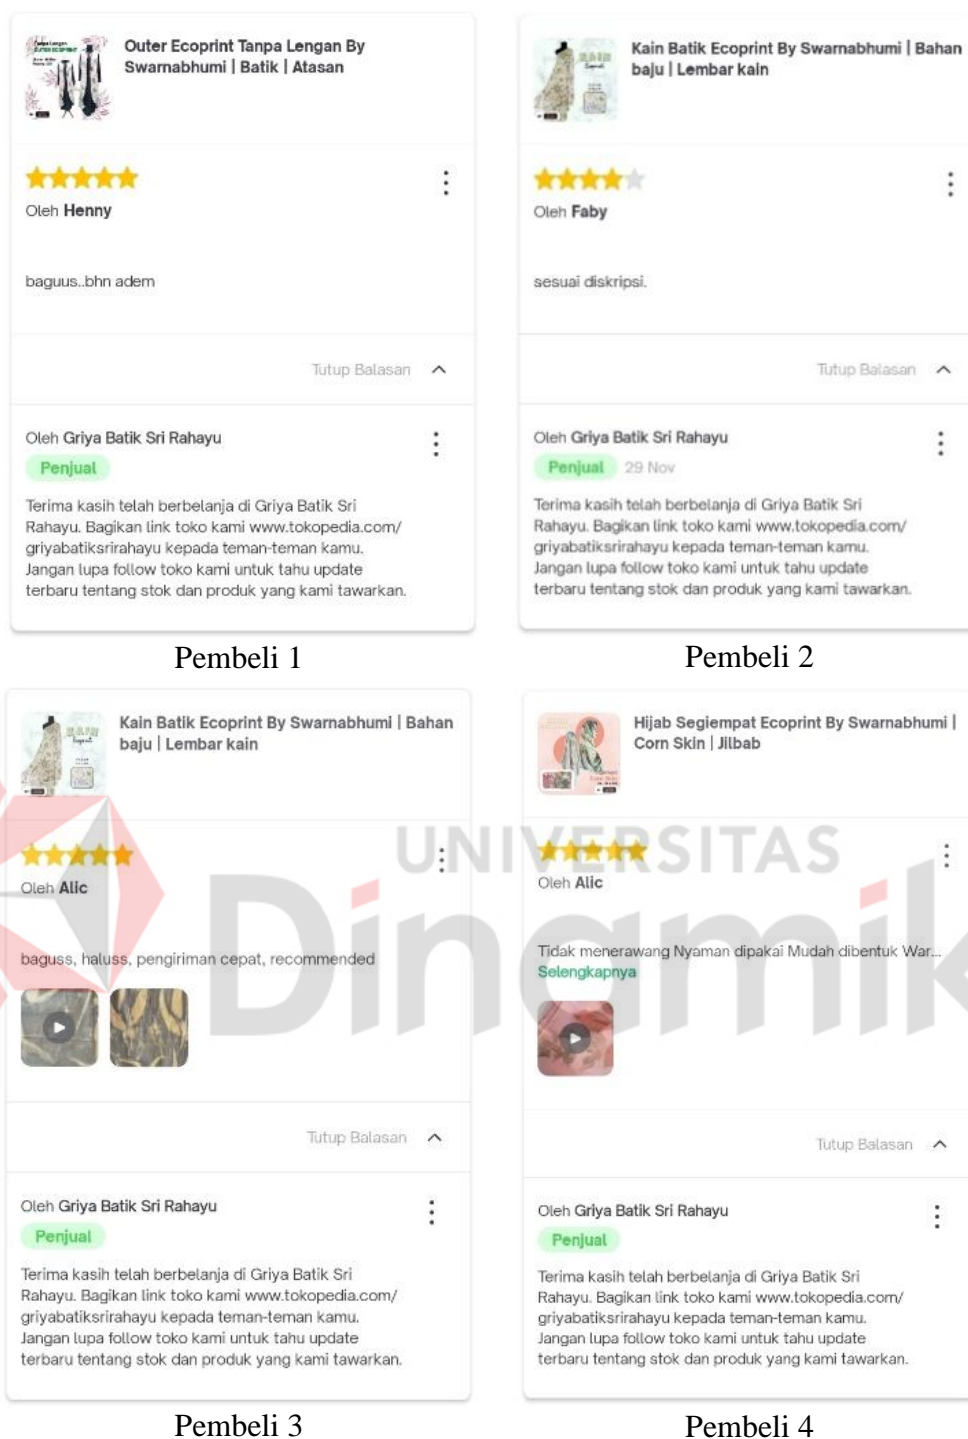 Outer Ecoprint Tanpa Lengan By
Swarnabhumi | Batik | Atasan
Oleh Henny
baguus..bhn adem
Tutup Balasan
Oleh Griya Batik Sri Rahayu
Penjual
Terima kasih telah berbelanja di Griya Batik Sri
Rahayu. Bagikan link toko kami www.tokopedia.com/
griyabatiksrirahayu kepada teman-teman kamu.
Jangan lupa follow toko kami untuk tahu update
terbaru tentang stok dan produk yang kami tawarkan.
Pembeli 1
Kain Batik Ecoprint By Swarnabhumi | Bahan
baju | Lembar kain
Oleh Faby
sesuai diskripsi.
Tutup Balasan
Oleh Griya Batik Sri Rahayu
Penjual 29 Nov
Terima kasih telah berbelanja di Griya Batik Sri
Rahayu. Bagikan link toko kami www.tokopedia.com/
griyabatiksrirahayu kepada teman-teman kamu.
Jangan lupa follow toko kami untuk tahu update
terbaru tentang stok dan produk yang kami tawarkan.
Pembeli 2
Kain Batik Ecoprint By Swarnabhumi | Bahan
baju | Lembar kain
Oleh Alic
baguss, haluss, pengiriman cepat, recommended
Tutup Balasan
Oleh Griya Batik Sri Rahayu
Penjual
Terima kasih telah berbelanja di Griya Batik Sri
Rahayu. Bagikan link toko kami www.tokopedia.com/
griyabatiksrirahayu kepada teman-teman kamu.
Jangan lupa follow toko kami untuk tahu update
terbaru tentang stok dan produk yang kami tawarkan.
Pembeli 3
Hijab Segiempat Ecoprint By Swarnabhumi |
Corn Skin | Jilbab
Oleh Alic
Tidak menerawang Nyaman dipakai Mudah dibentuk War...
Selengkapnya
Tutup Balasan
Oleh Griya Batik Sri Rahayu
Penjual
Terima kasih telah berbelanja di Griya Batik Sri
Rahayu. Bagikan link toko kami www.tokopedia.com/
griyabatiksrirahayu kepada teman-teman kamu.
Jangan lupa follow toko kami untuk tahu update
terbaru tentang stok dan produk yang kami tawarkan.
Pembeli 4
UNIVERSITAS
Dinamik